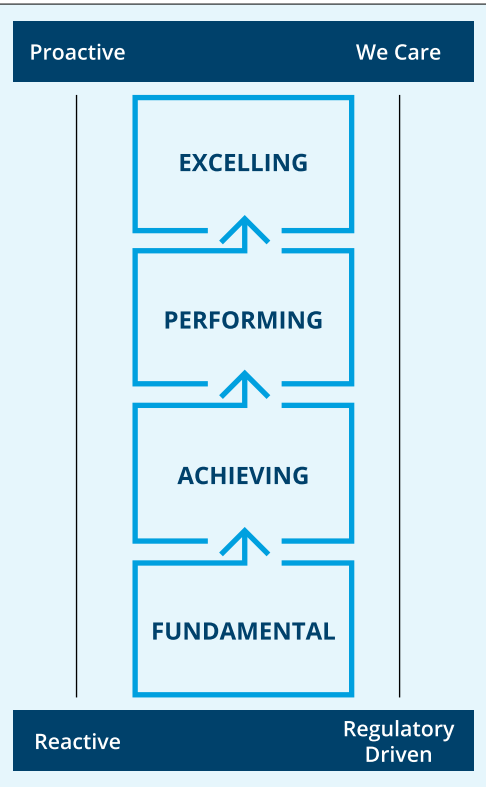 Proactive
We Care
EXCELLING
PERFORMING
ACHIEVING
FUNDAMENTAL
Reactive
Regulatory
Driven